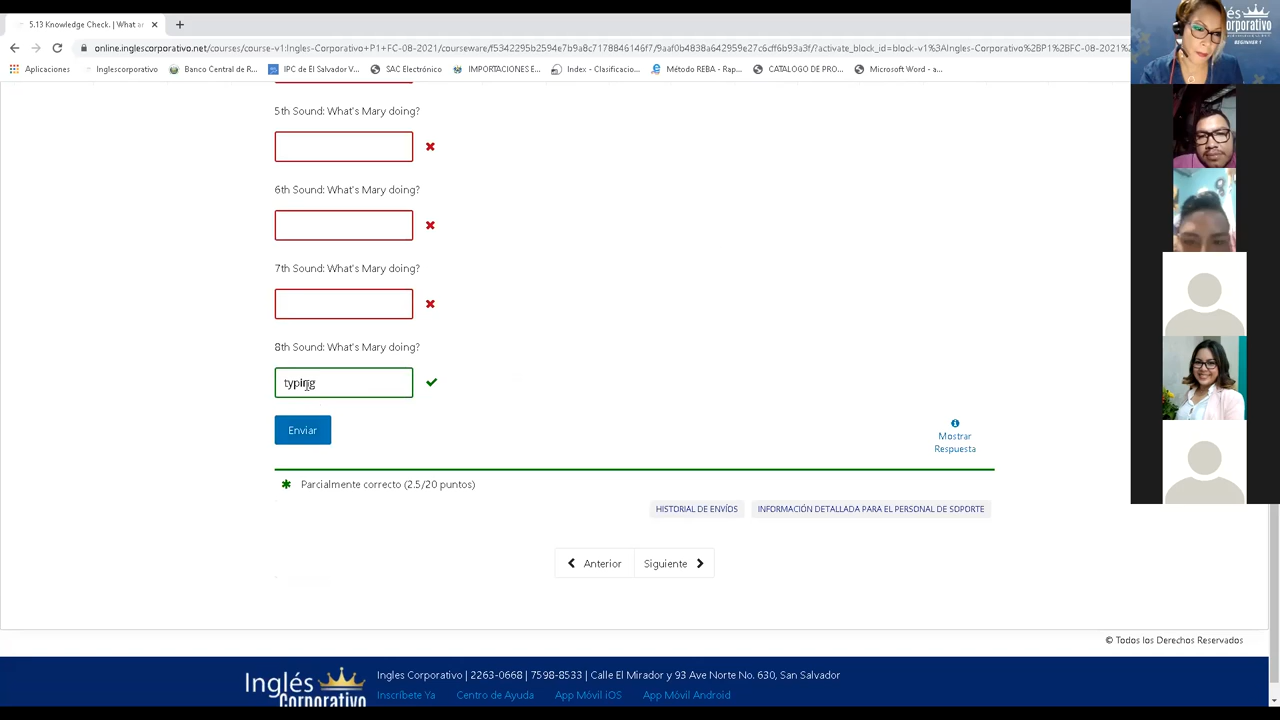 5.13 Knowledge Check. | What ar
online.inglescorporativo.net/courses/course-v1:Ingles-Corporativo+P1+FC-08-2021/courseware/f5342295b2594e7b9a8c7178846146f7/9aaf0b4838a642959e27c6cf6b93a3f7/?activate_block_id=block-v1%3AIngles-Corporativo%2BP1%2BFC-08-2021%2B
Aplicaciones
Inglescorporativo
Banco Central de R...
IPC de El Salvador V...
SAC Electrónico
IMPORTACIONES E...
Index - Clasificacio...
Método REBA - Rap...
CATALOGO DE PRO...
Microsoft Word - a...
BEGINNER 1
5th Sound: What's Mary doing?
6th Sound: What's Mary doing?
7th Sound: What's Mary doing?
8th Sound: What's Mary doing?
typing
Enviar
Mostrar
Respuesta
Parcialmente correcto (2.5/20 puntos)
HISTORIAL DE ENVÍOS
INFORMACIÓN DETALLADA PARA EL PERSONAL DE SOPORTE
Anterior
Siguiente
© Todos los Derechos Reservados
Inglés
Corporativo
Ingles Corporativo | 2263-0668 | 7598-8533 | Calle El Mirador y 93 Ave Norte No. 630, San Salvador
Inscríbete Ya
Centro de Ayuda
App Móvil iOS
App Móvil Android